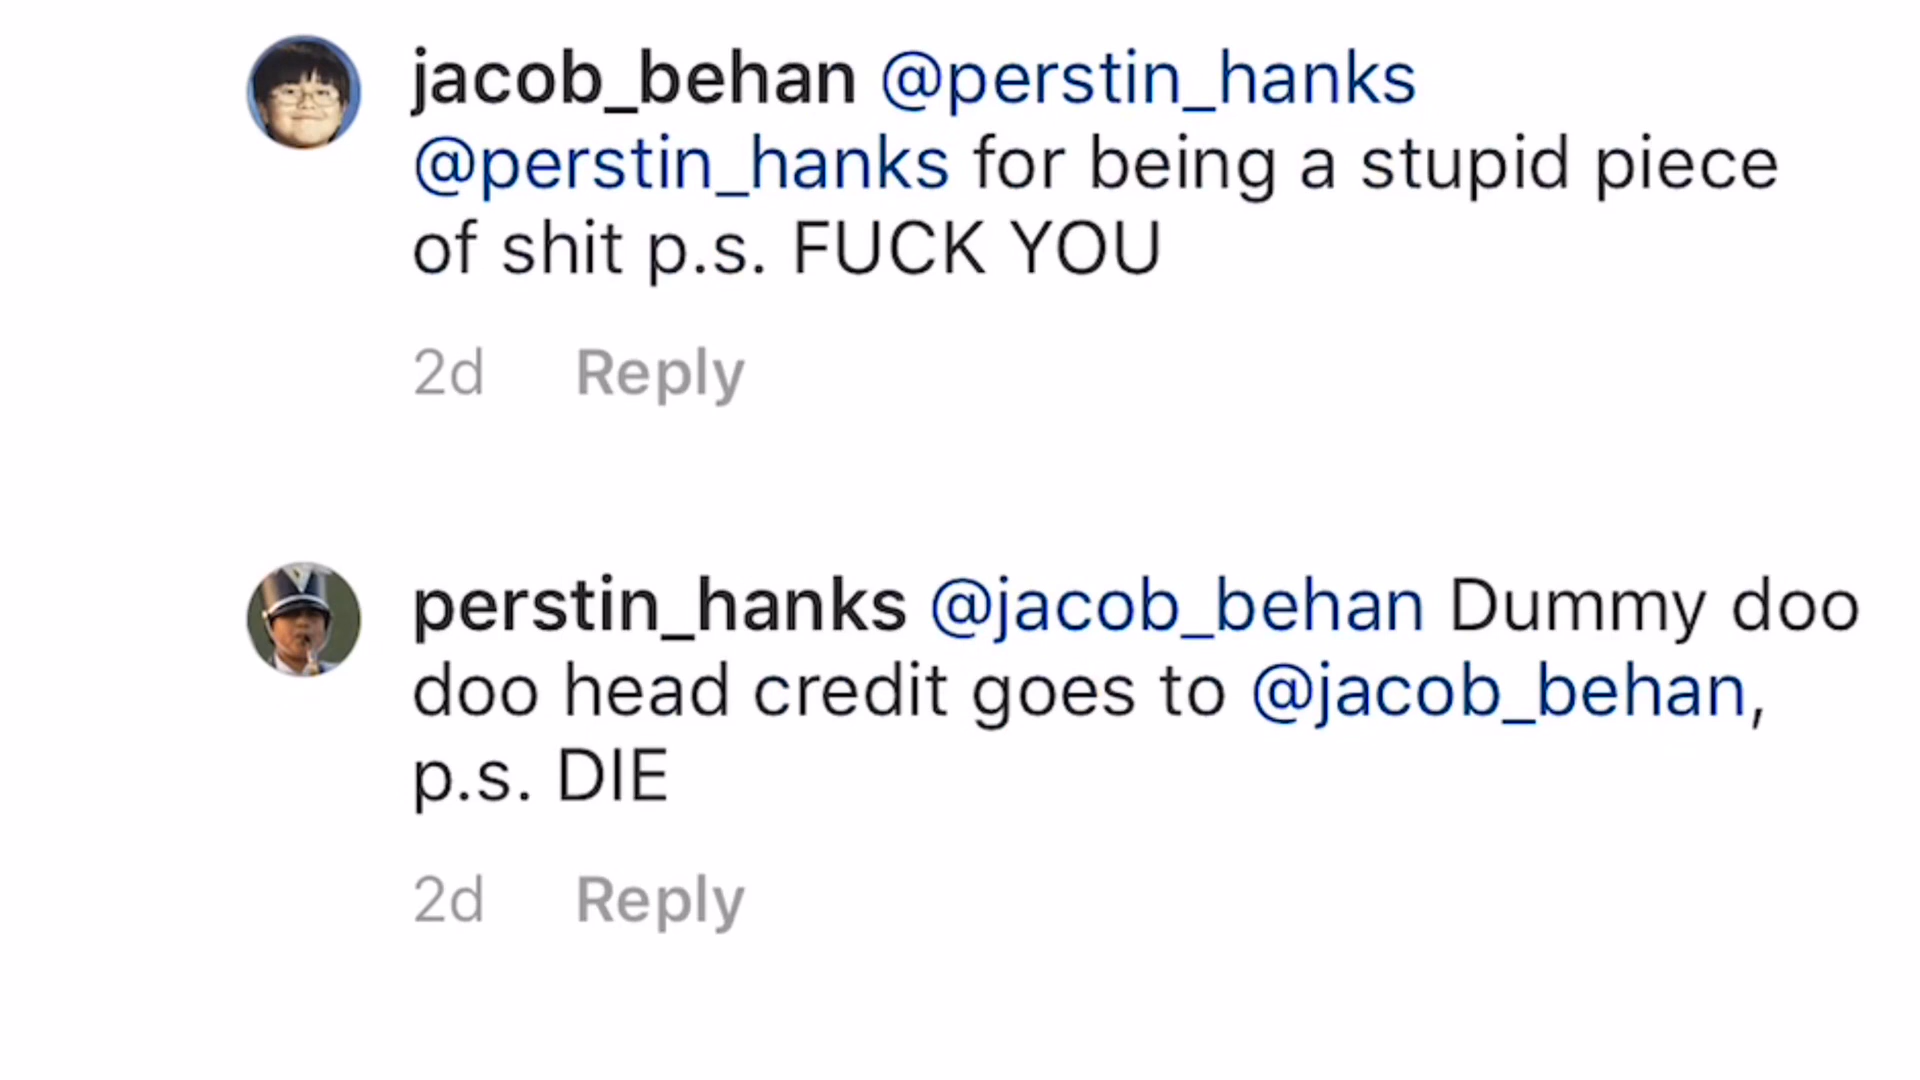 jacob_behan @perstin_hanks
@perstin_hanks for being a stupid piece
of shit p.s. FUCK YOU
2d Reply
perstin_hanks @jacob_behan Dummy doo
doo head credit goes to @jacob_behan,
p.s. DIE
2d Reply